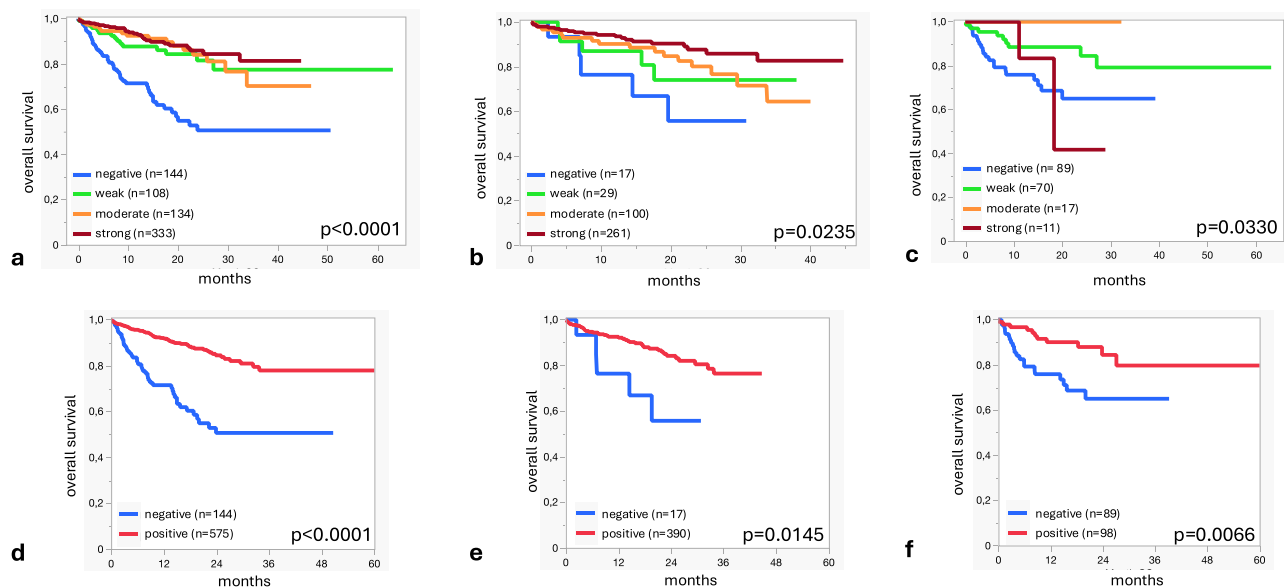 1,0
0,8
0,6
0,4
0,2
0
overall survival
negative (n=144)
weak (n=108)
moderate (n=134)
strong (n=333)
p<0.0001
0 10 20 30 40 50 60
months
a
1,0
0,8
0,6
0,4
0,2
0
overall survival
negative (n=17)
weak (n=29)
moderate (n=100)
strong (n=261)
p=0.0235
0 10 20 30 40
months
b
1,0
0,8
0,6
0,4
0,2
0
overall survival
negative (n= 89)
weak (n=70)
moderate (n=17)
strong (n=11)
p=0.0330
0 10 20 30 40 50 60
months
c
1,0
0,8
0,6
0,4
0,2
0
overall survival
negative (n=144)
positive (n=575)
p<0.0001
0 12 24 36 48 60
months
d
1,0
0,8
0,6
0,4
0,2
0
overall survival
negative (n=17)
positive (n=390)
p=0.0145
0 12 24 36 48 60
months
e
1,0
0,8
0,6
0,4
0,2
0
overall survival
negative (n=89)
positive (n=98)
p=0.0066
0 12 24 36 48 60
months
f